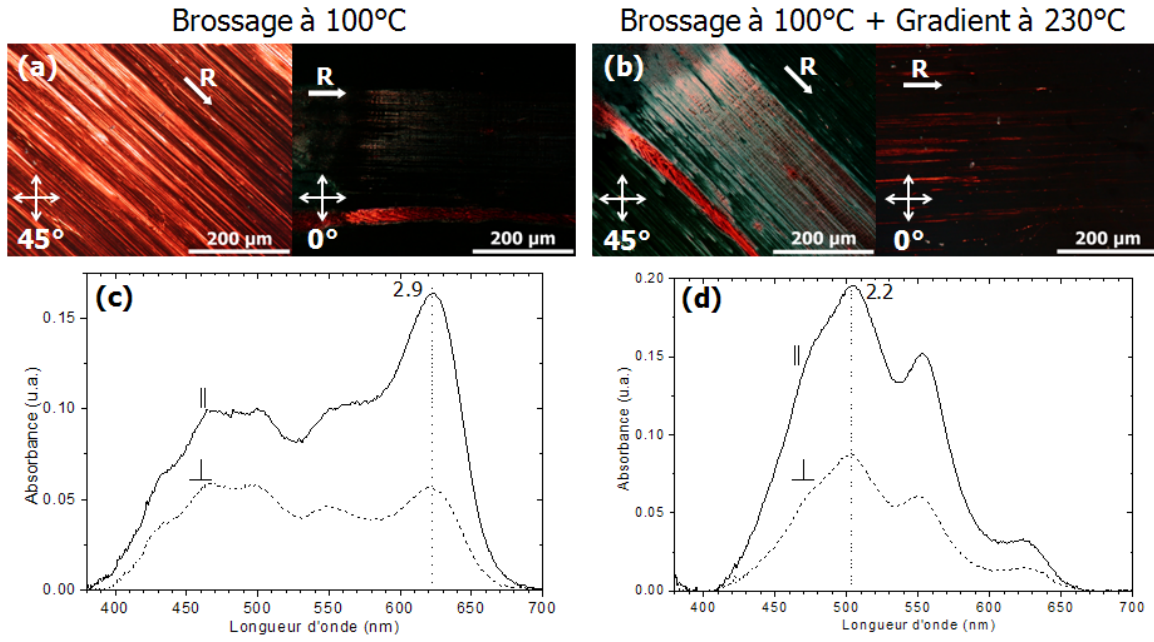 Brossage à 100°C
Brossage à 100°C + Gradient à 230°C
(a)
R
45°
200 µm
R
0°
200 µm
(b)
R
45°
200 µm
R
0°
200 µm
(c)
2.9
||
⊥
0.15
0.10
0.05
0.00
Absorbance (u.a.)
400 450 500 550 600 650 700
Longueur d'onde (nm)
(d)
2.2
||
⊥
0.20
0.15
0.10
0.05
0.00
Absorbance (u.a.)
400 450 500 550 600 650 700
Longueur d'onde (nm)